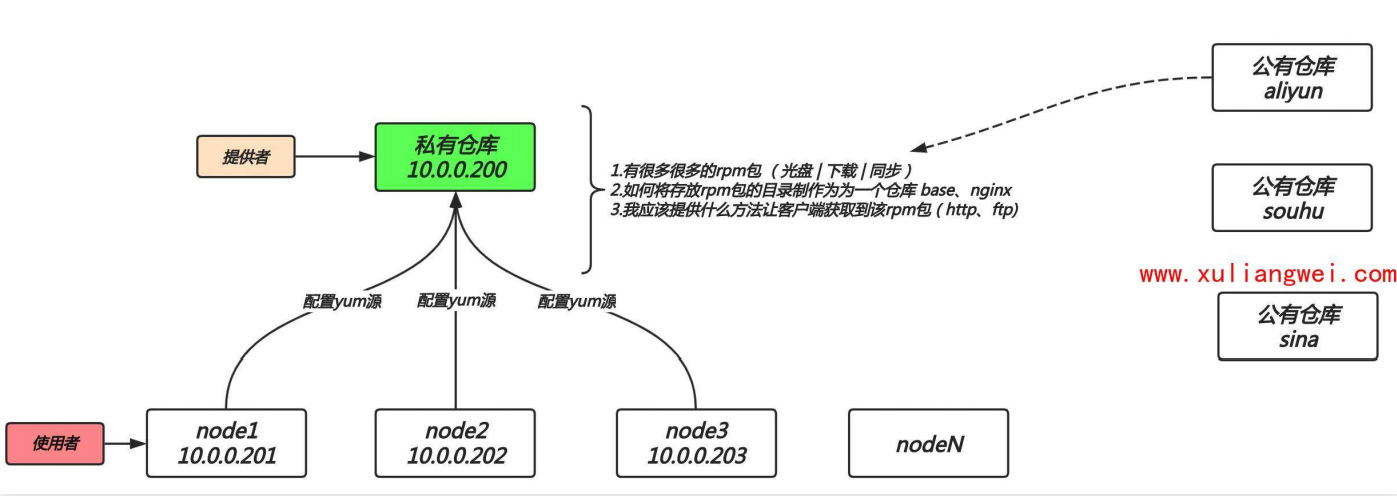 公有仓库
aliyun
提供者
私有仓库
10.0.0.200
1.有很多很多的rpm包 （ 光盘 | 下载 | 同步 ）
2.如何将存放rpm包的目录制作为为一个仓库 base、nginx
3.我应该提供什么方法让客户端获取到该rpm包 ( http、ftp)
公有仓库
souhu
www.xuliangwei.com
配置yum源
配置yum源
配置yum源
公有仓库
sina
使用者
node1
10.0.0.201
node2
10.0.0.202
node3
10.0.0.203
nodeN